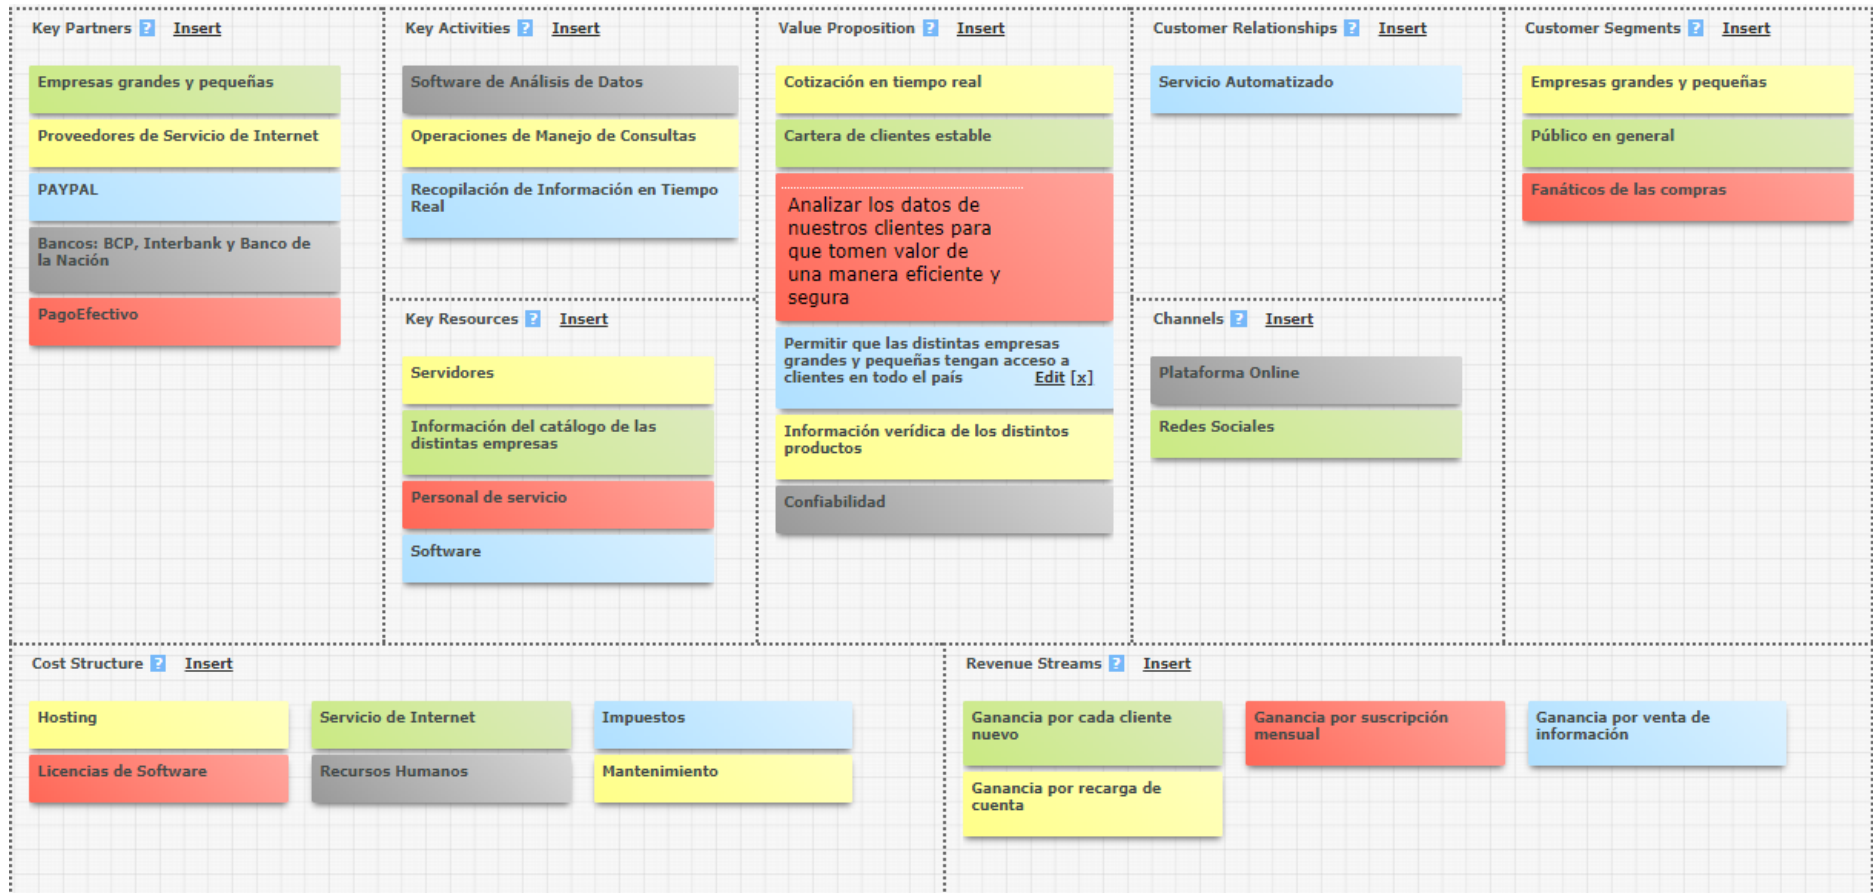 Key Partners ? Insert
Empresas grandes y pequeñas
Proveedores de Servicio de Internet
PAYPAL
Bancos: BCP, Interbank y Banco de
la Nación
PagoEfectivo
Key Activities ? Insert
Software de Análisis de Datos
Operaciones de Manejo de Consultas
Recopilación de Información en Tiempo
Real
Key Resources ? Insert
Servidores
Información del catálogo de las
distintas empresas
Personal de servicio
Software
Value Proposition ? Insert
Cotización en tiempo real
Cartera de clientes estable
Analizar los datos de
nuestros clientes para
que tomen valor de
una manera eficiente y
segura
Permitir que las distintas empresas
grandes y pequeñas tengan acceso a
clientes en todo el país Edit [x]
Información verídica de los distintos
productos
Confiabilidad
Customer Relationships ? Insert
Servicio Automatizado
Channels ? Insert
Plataforma Online
Redes Sociales
Customer Segments ? Insert
Empresas grandes y pequeñas
Público en general
Fanáticos de las compras
Cost Structure ? Insert
Hosting
Servicio de Internet
Impuestos
Licencias de Software
Recursos Humanos
Mantenimiento
Revenue Streams ? Insert
Ganancia por cada cliente
nuevo
Ganancia por suscripción
mensual
Ganancia por venta de
información
Ganancia por recarga de
cuenta